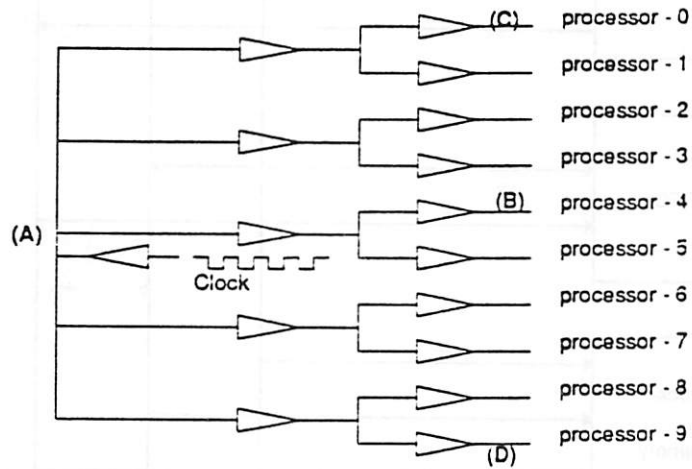 (C) processor - 0
processor - 1
processor - 2
processor - 3
(B) processor - 4
(A)
processor - 5
Clock
processor - 6
processor - 7
processor - 8
processor - 9
(D)